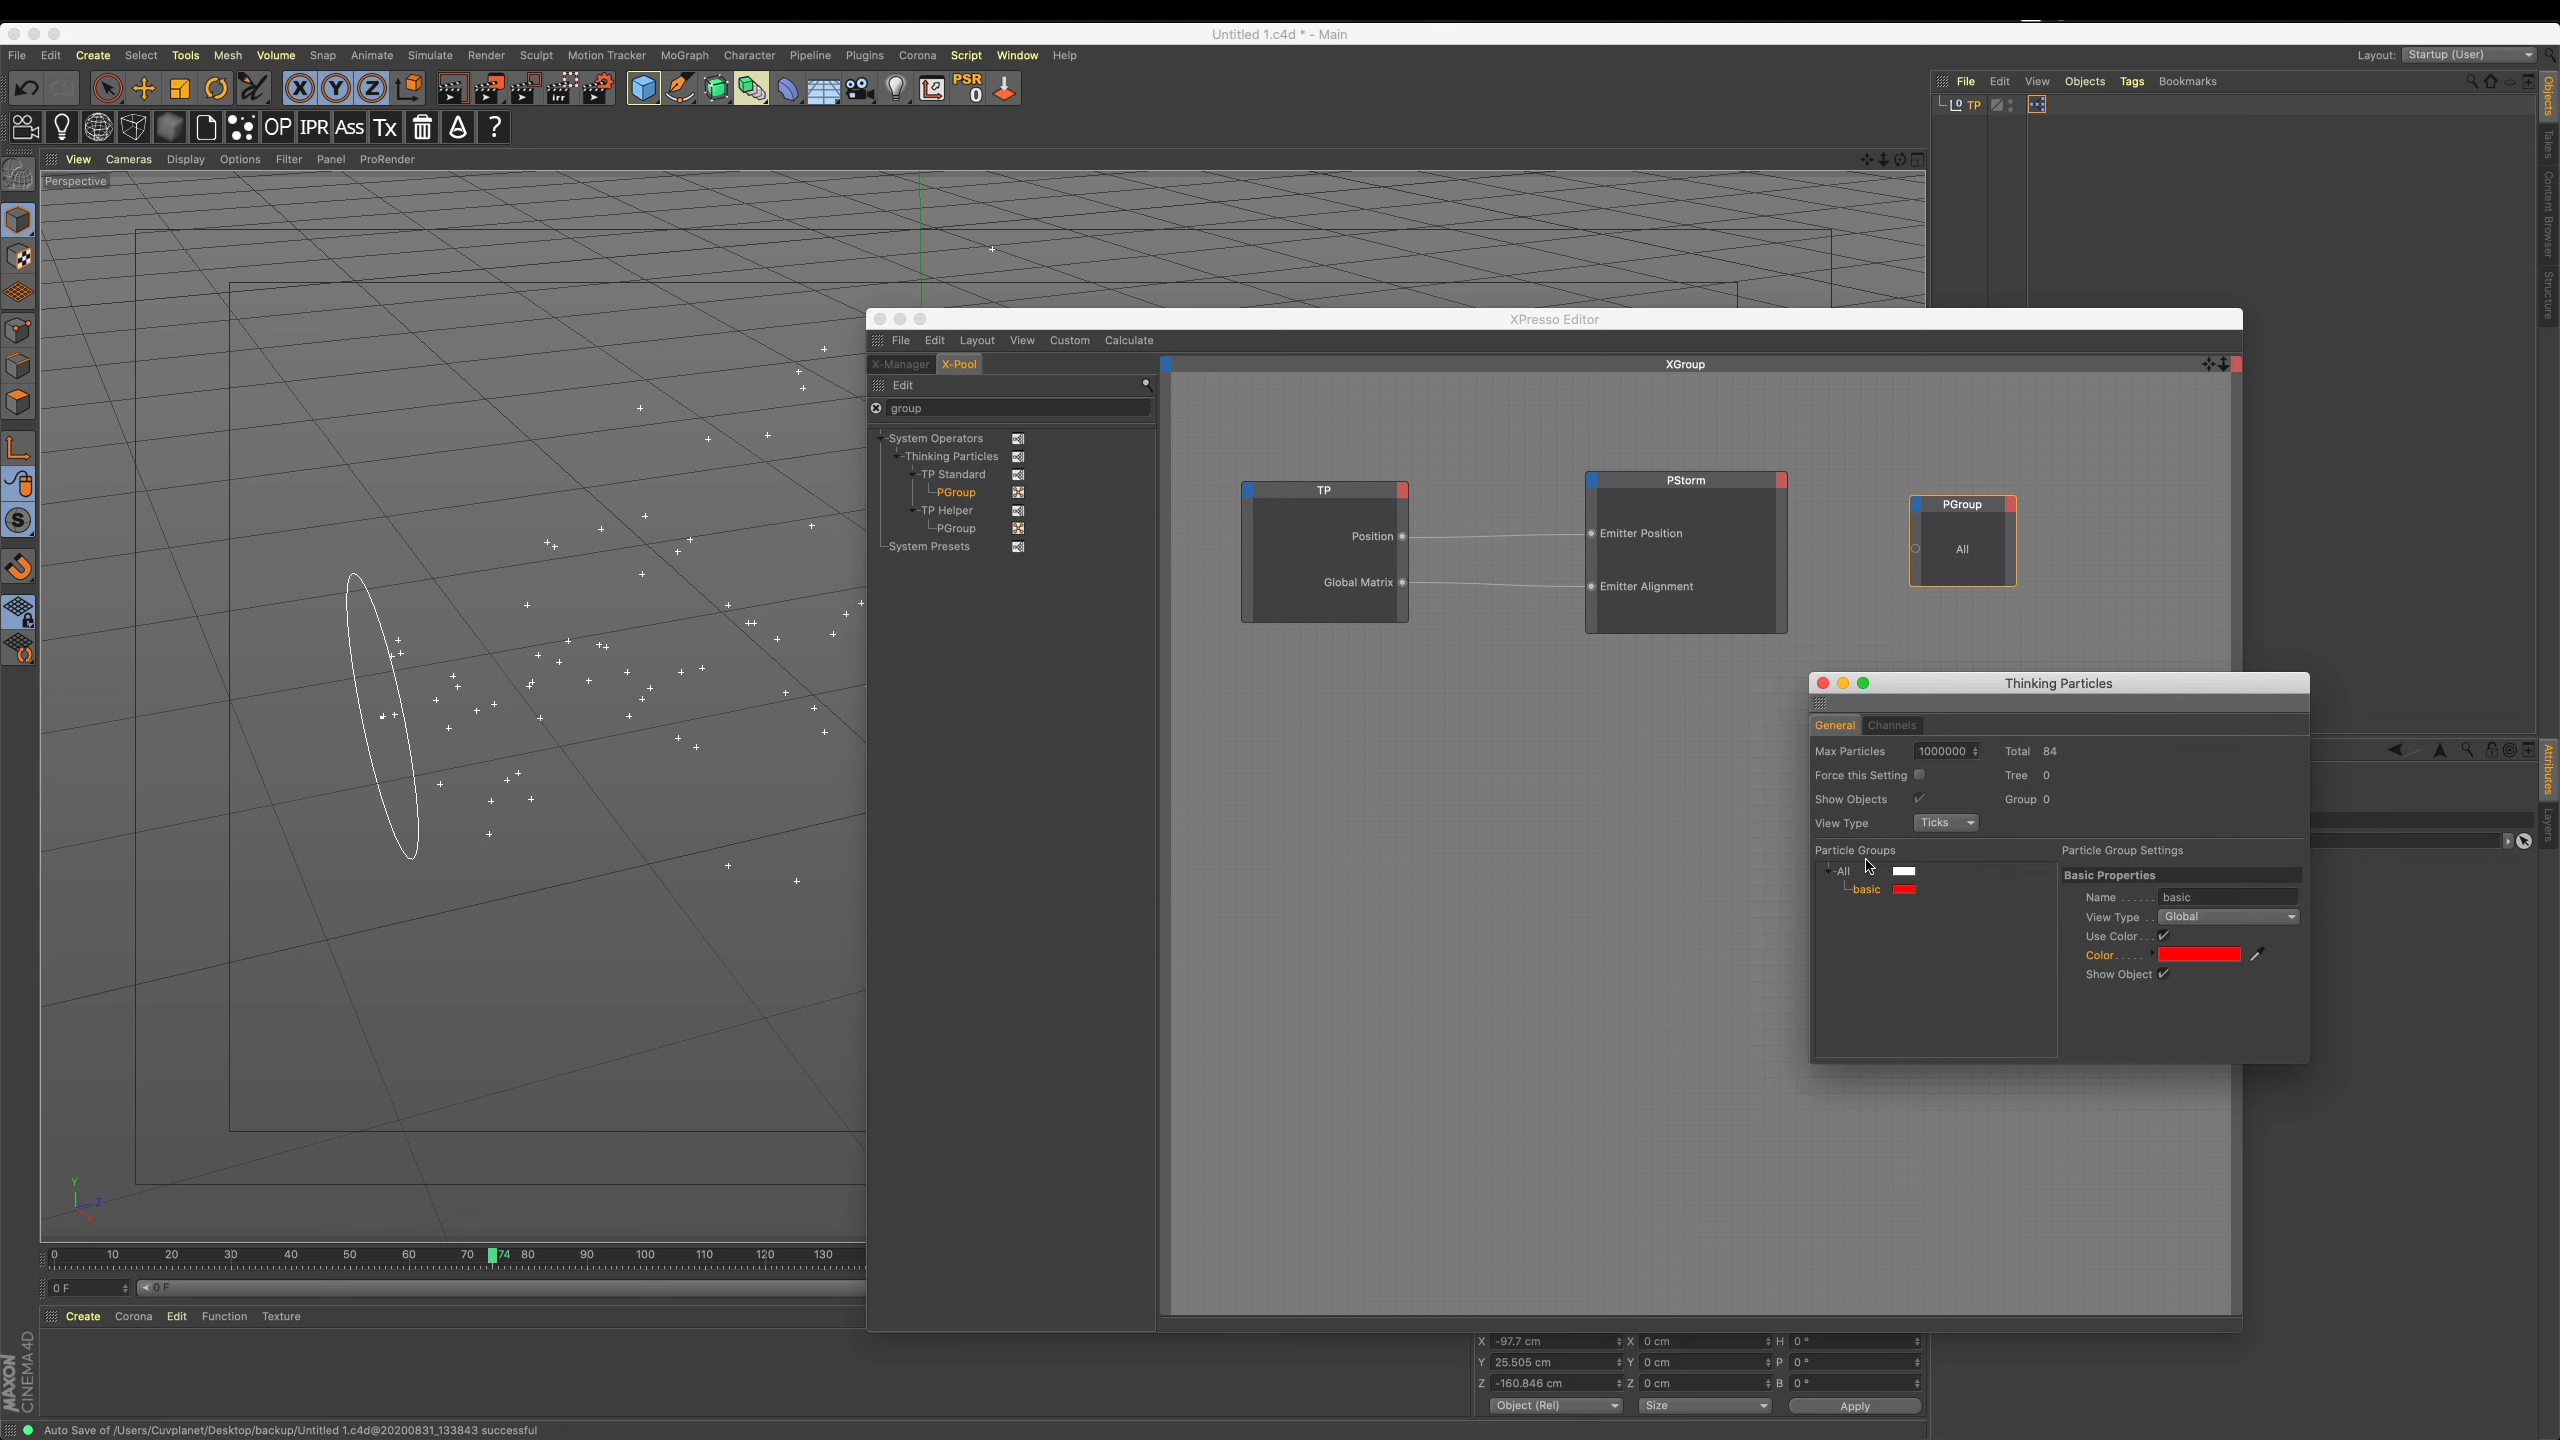 Untitled 1.c4d * - Main
File Edit Create Select Tools Mesh Volume Snap Animate Simulate Render Sculpt Motion Tracker MoGraph Character Pipeline Plugins Corona Script Window Help
Layout: Startup (User)
X Y Z irr PSR 0
File Edit View Objects Tags Bookmarks
0 TP
OP IPR Ass Tx ?
View Cameras Display Options Filter Panel ProRender
Perspective
Objects
Takes
Content Browser
Structure
XPresso Editor
File Edit Layout View Custom Calculate
X-Manager X-Pool
Edit
group
System Operators
Thinking Particles
TP Standard
PGroup
TP Helper
PGroup
System Presets
XGroup
TP
Position
Global Matrix
PStorm
Emitter Position
Emitter Alignment
PGroup
All
Thinking Particles
General Channels
Max Particles 1000000 Total 84
Force this Setting Tree 0
Show Objects Group 0
View Type Ticks
Particle Groups Particle Group Settings
All
basic
Basic Properties
Name ...... basic
View Type .. Global
Use Color...
Color.....
Show Object
Attributes
Layers
S
Y
Z
X
0 10 20 30 40 50 60 70 74 80 90 100 110 120 130
0 F 0 F
Create Corona Edit Function Texture
X -97.7 cm X 0 cm H 0 °
Y 25.505 cm Y 0 cm P 0 °
Z -160.846 cm Z 0 cm B 0 °
Object (Rel) Size Apply
MAXON
CINEMA 4D
Auto Save of /Users/Cuvplanet/Desktop/backup/Untitled 1.c4d@20200831_133843 successful